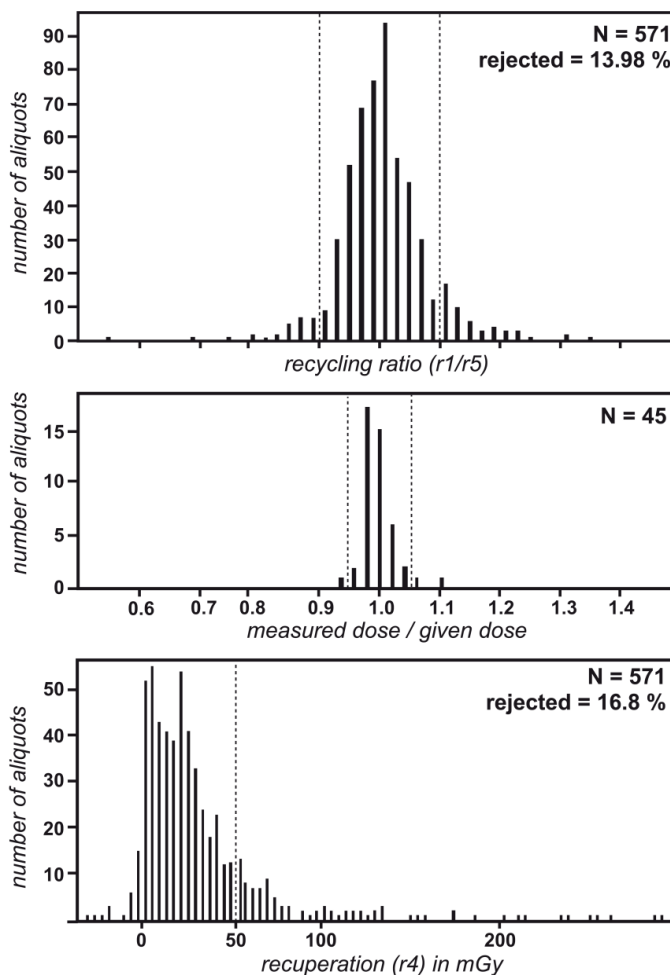 N = 571
rejected = 13.98 %
90
80
70
60
50
40
30
20
10
0
number of aliquots
recycling ratio (r1/r5)
N = 45
15
10
5
0
number of aliquots
0.6 0.7 0.8 0.9 1.0 1.1 1.2 1.3 1.4
measured dose / given dose
N = 571
rejected = 16.8 %
50
40
30
20
10
number of aliquots
0 50 100 200
recuperation (r4) in mGy